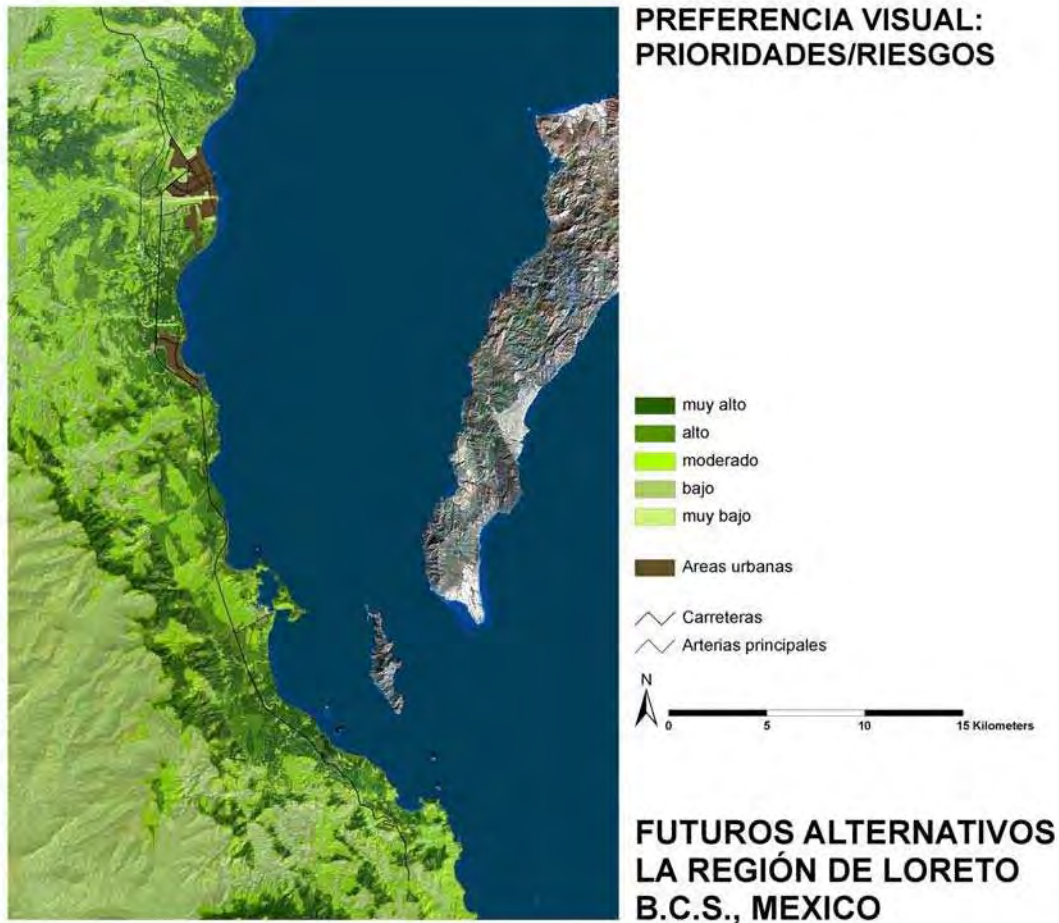 PREFERENCIA VISUAL:
PRIORIDADES/RIESGOS
muy alto
alto
moderado
bajo
muy bajo
Areas urbanas
Carreteras
Arterias principales
N
0 5 10 15 Kilometers
FUTUROS ALTERNATIVOS
LA REGIÓN DE LORETO
B.C.S., MEXICO